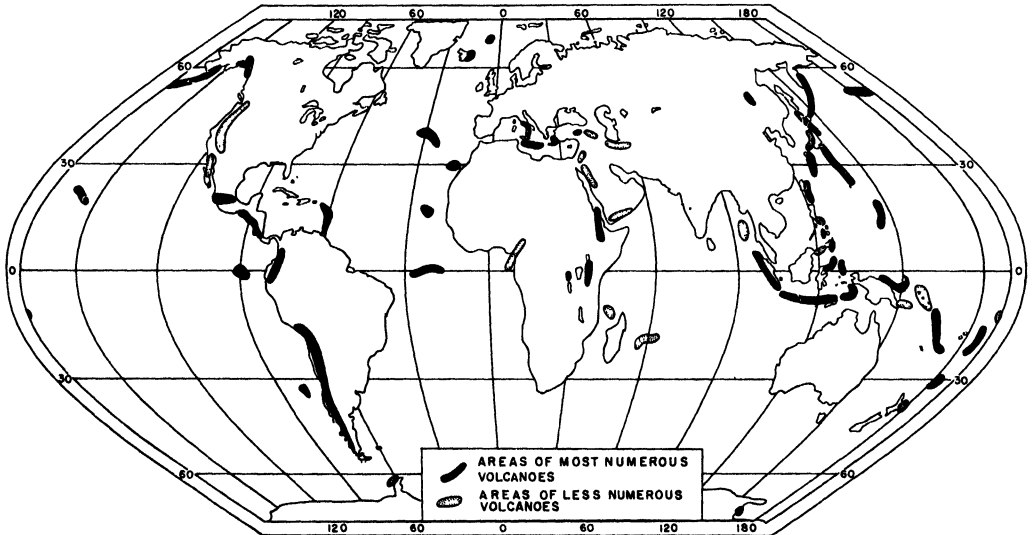 120 60 0 60 120 180
60 60
30 30
0 0
30 30
AREAS OF MOST NUMEROUS
VOLCANOES
AREAS OF LESS NUMEROUS
VOLCANOES
60 60
120 60 0 60 120 180